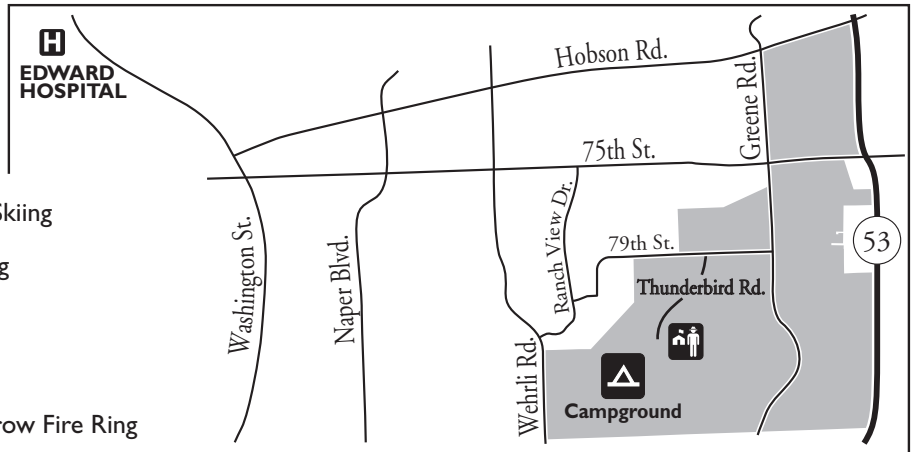 H
EDWARD
HOSPITAL
Hobson Rd.
Greene Rd.
75th St.
Skiing
g
Washington St.
Naper Blvd.
Ranch View Dr.
79th St.
53
Thunderbird Rd.
Wehrli Rd.
Campground
row Fire Ring